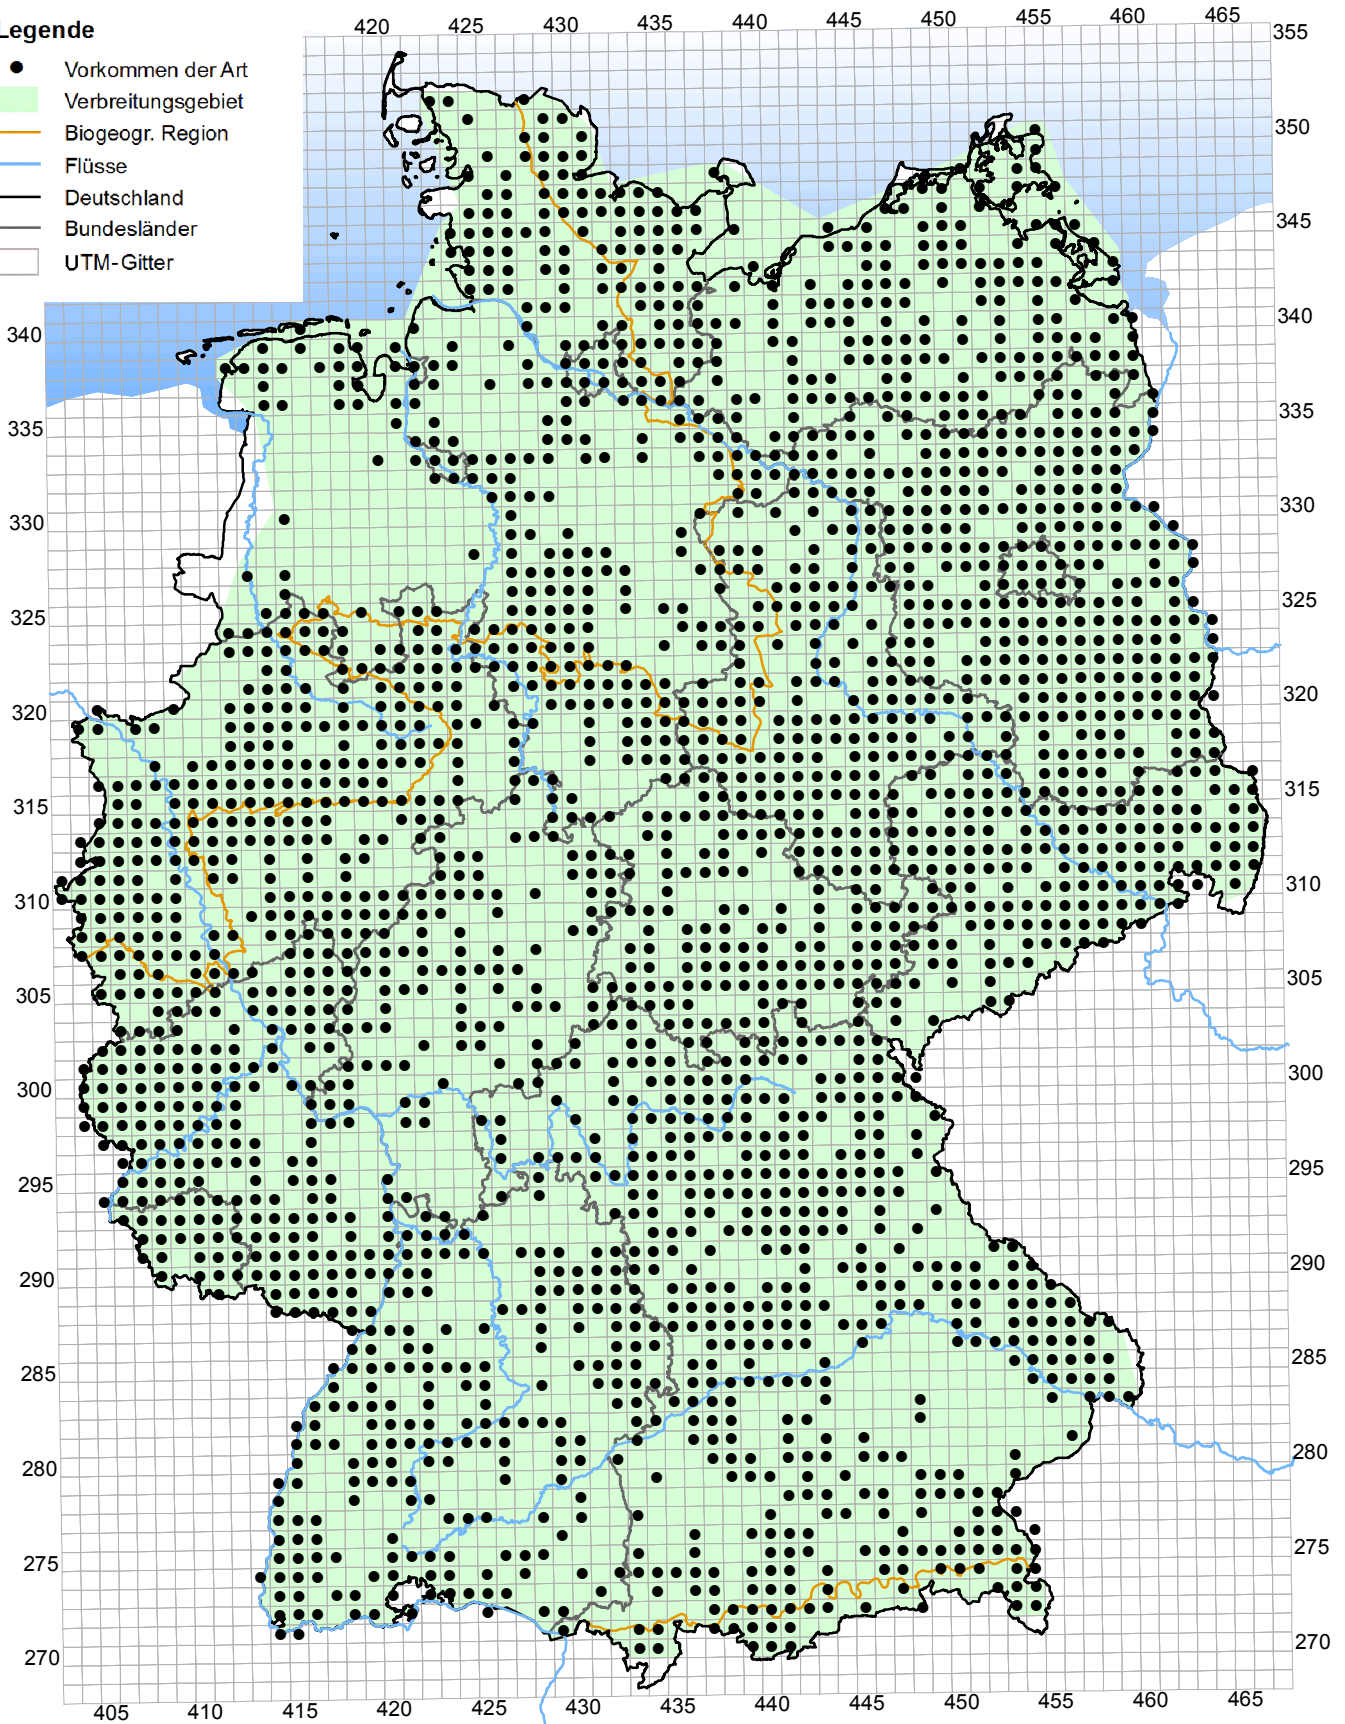 Legende
Vorkommen der Art
Verbreitungsgebiet
Biogeogr. Region
Flüsse
Deutschland
Bundesländer
UTM-Gitter
420 425 430 435 440 445 450 455 460 465
355
350
345
340 340
335 335
330 330
325 325
320 320
315 315
310 310
305 305
300 300
295 295
290 290
285 285
280 280
275 275
270 270
405 410 415 420 425 430 435 440 445 450 455 460 465